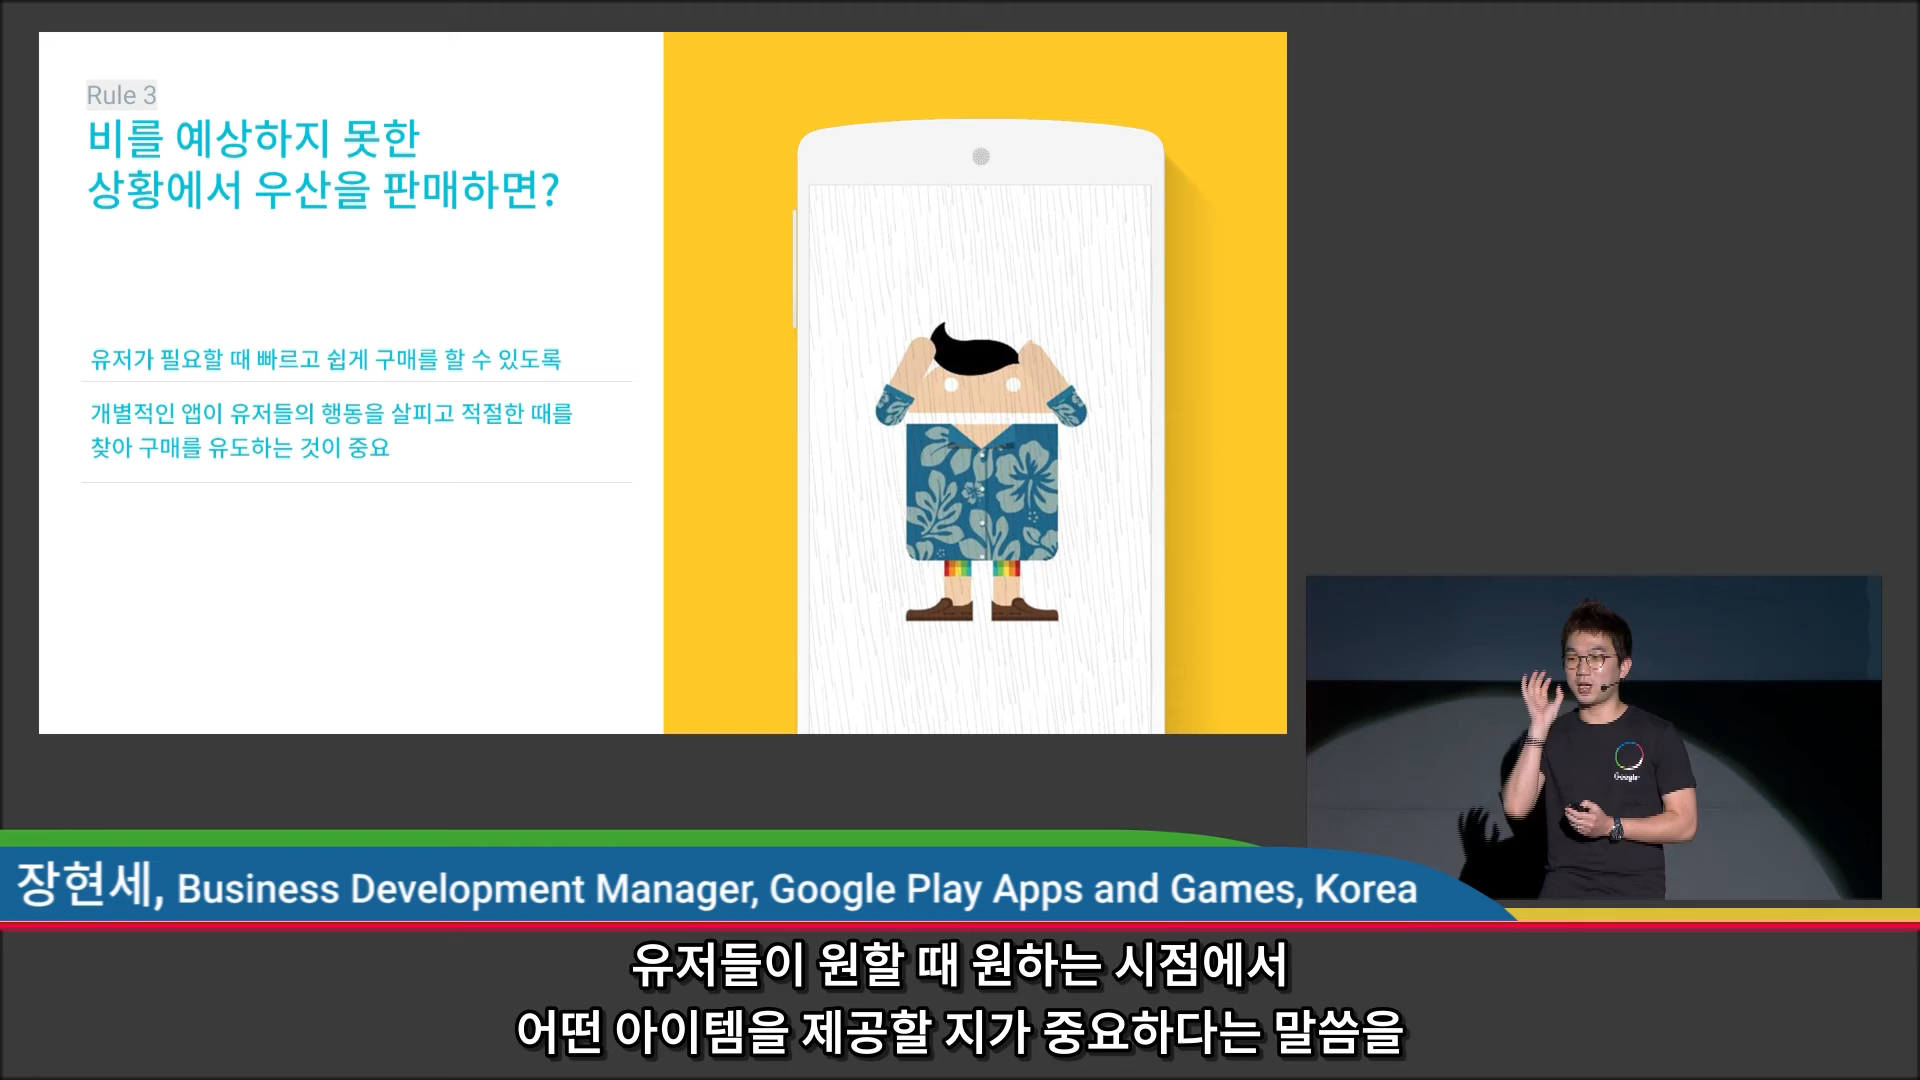 Rule 3
비를 예상하지 못한
상황에서 우산을 판매하면?
유저가 필요할 때 빠르고 쉽게 구매를 할 수 있도록
개별적인 앱이 유저들의 행동을 살피고 적절한 때를
찾아 구매를 유도하는 것이 중요
Google
장현세, Business Development Manager, Google Play Apps and Games, Korea
유저들이 원할 때 원하는 시점에서
어떤 아이템을 제공할 지가 중요하다는 말씀을